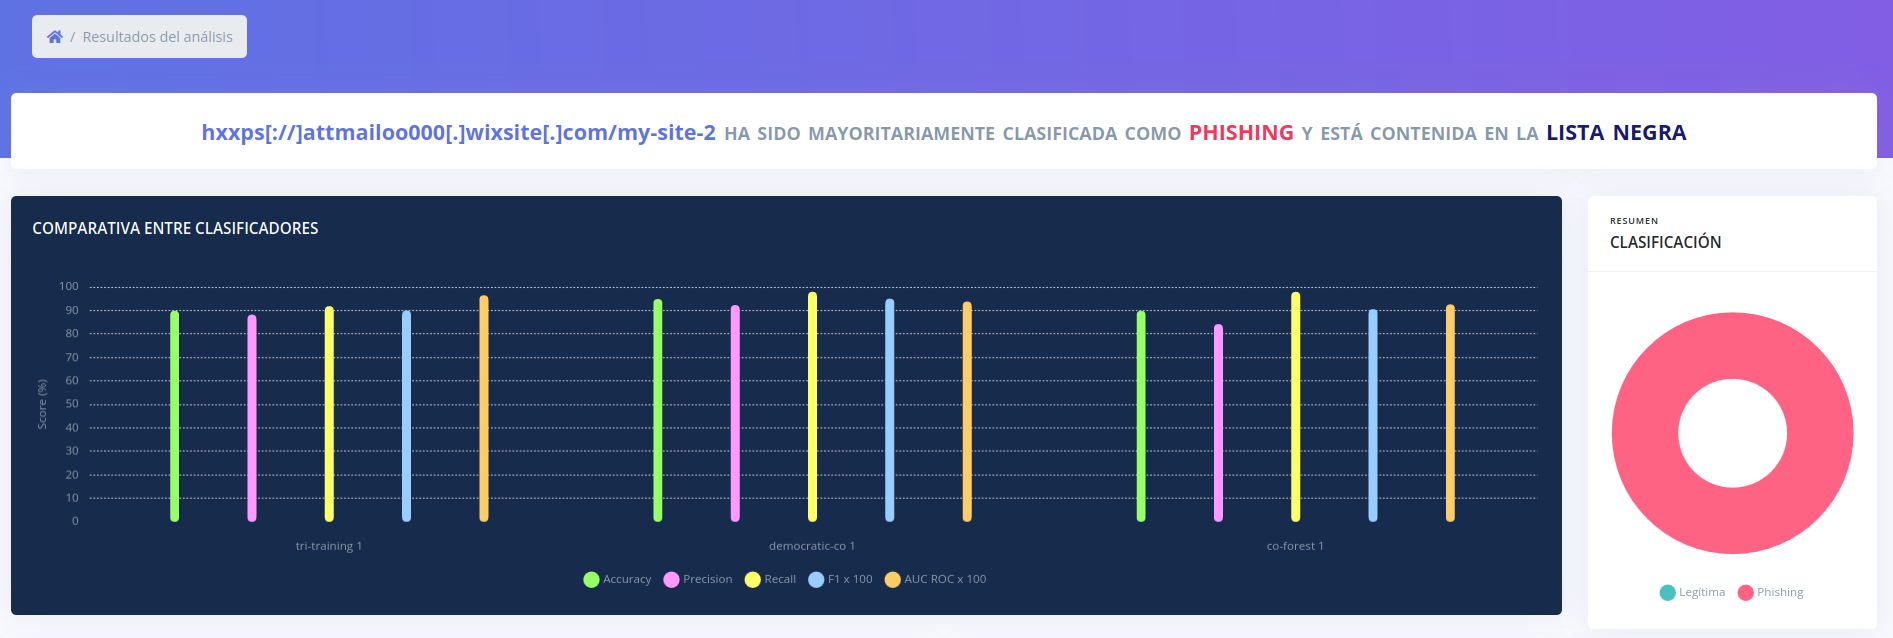 / Resultados del análisis
hxxps[://]attmailoo000[.]wixsite[.]com/my-site-2 HA SIDO MAYORITARIAMENTE CLASIFICADA COMO PHISHING Y ESTÁ CONTENIDA EN LA LISTA NEGRA
COMPARATIVA ENTRE CLASIFICADORES
Score (%)
100
90
80
70
60
50
40
30
20
10
0
tri-training 1
democratic-co 1
co-forest 1
Accuracy Precision Recall F1 x 100 AUC ROC x 100
RESUMEN
CLASIFICACIÓN
Legítima Phishing